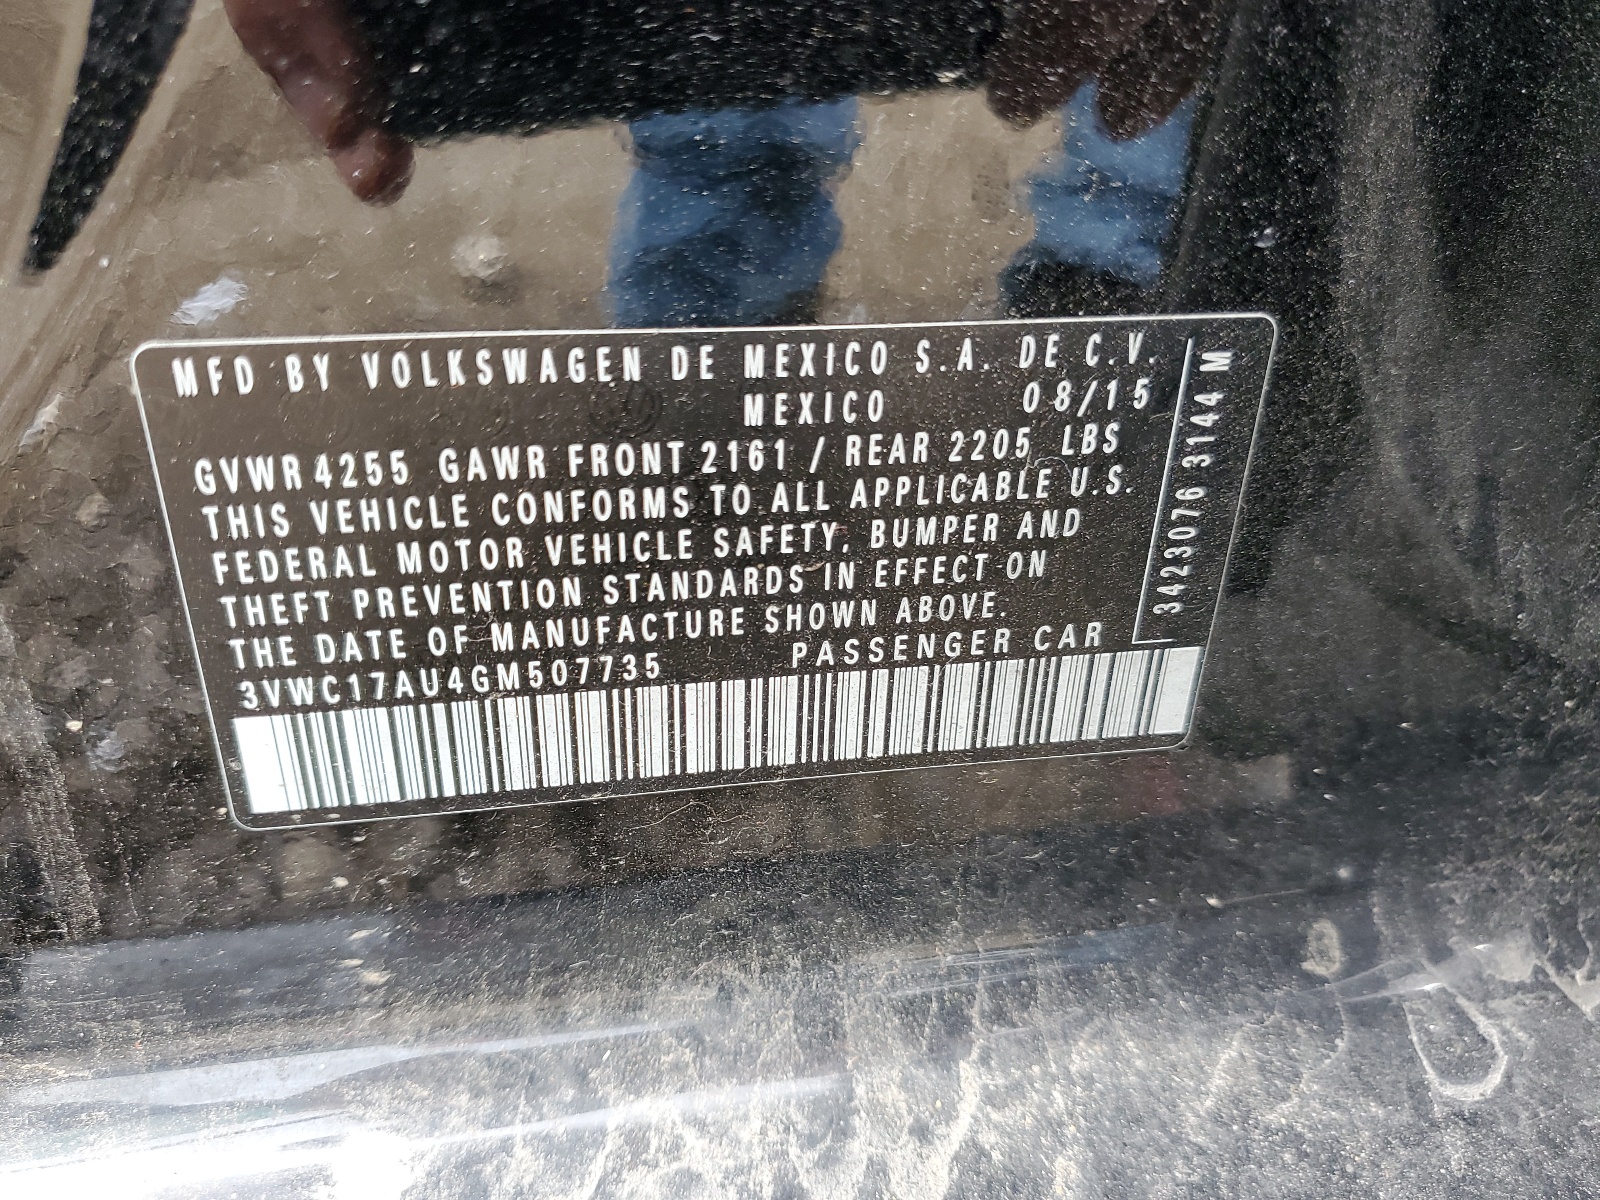 MFD BY VOLKSWAGEN DE MEXICO S.A. DE C.V.
MEXICO 08/15
GVWR 4255 GAWR FRONT 2161 / REAR 2205 LBS
THIS VEHICLE CONFORMS TO ALL APPLICABLE U.S.
FEDERAL MOTOR VEHICLE SAFETY, BUMPER AND
THEFT PREVENTION STANDARDS IN EFFECT ON
THE DATE OF MANUFACTURE SHOWN ABOVE.
3VWC17AU4GM507735 PASSENGER CAR
3423076 3144 M